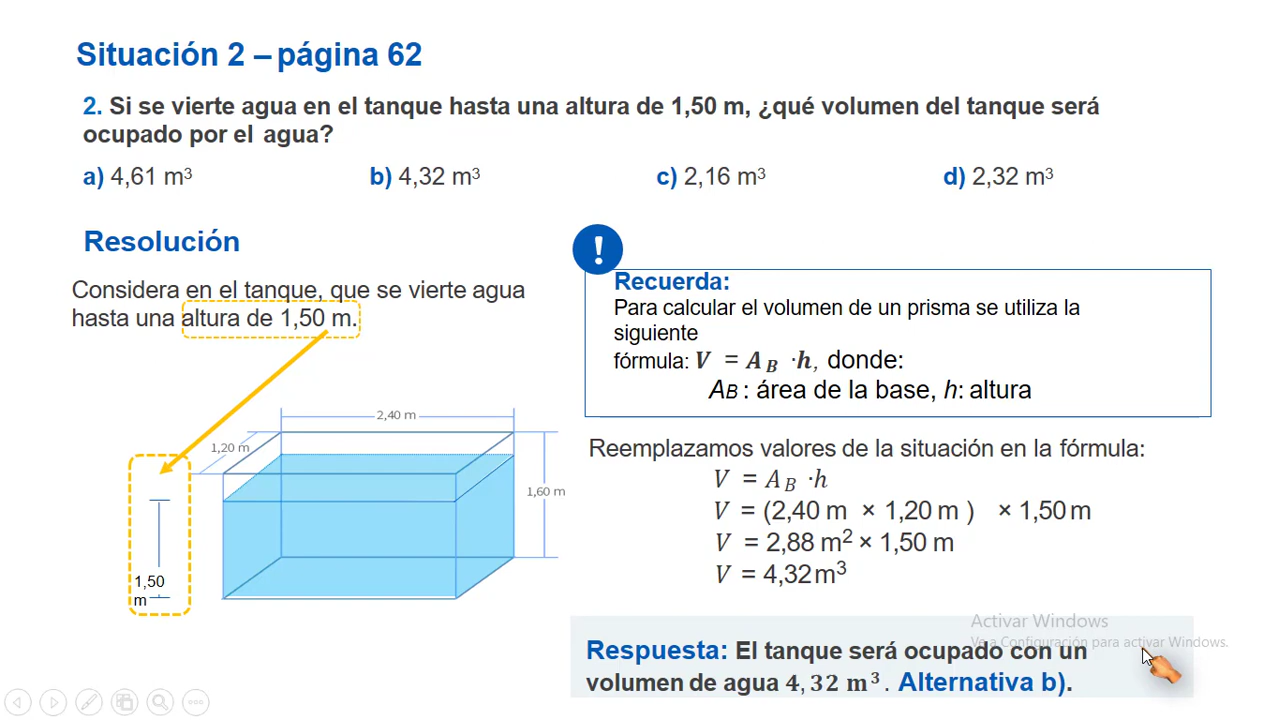 Situación 2 – página 62
2. Si se vierte agua en el tanque hasta una altura de 1,50 m, ¿qué volumen del tanque será
ocupado por el agua?
a) 4,61 m³
b) 4,32 m³
c) 2,16 m³
d) 2,32 m³
Resolución
Considera en el tanque, que se vierte agua
hasta una altura de 1,50 m.
2,40 m
1,20 m
1,60 m
1,50
m
!
Recuerda:
Para calcular el volumen de un prisma se utiliza la
siguiente
fórmula: V = A_B ·h, donde:
AB : área de la base, h: altura
Reemplazamos valores de la situación en la fórmula:
V = A_B ·h
V = (2,40 m × 1,20 m ) × 1,50 m
V = 2,88 m² × 1,50 m
V = 4,32 m³
Activar Windows
Ve a Configuración para activar Windows.
Respuesta: El tanque será ocupado con un
volumen de agua 4, 32 m³. Alternativa b).